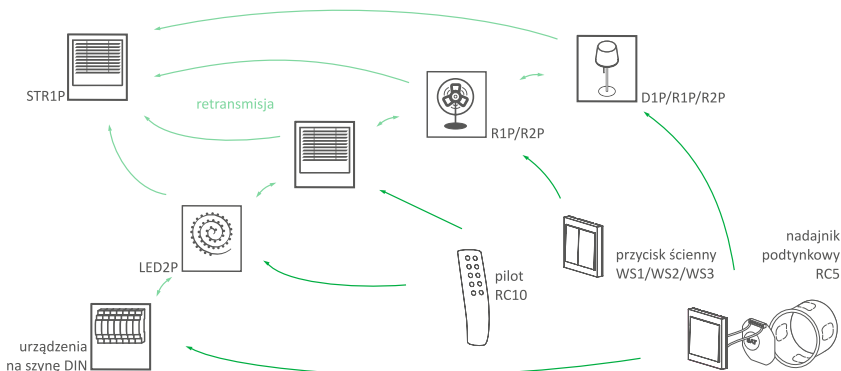 STR1P
retransmisja
D1P/R1P/R2P
R1P/R2P
LED2P
pilot
RC10
przycisk ścienny
WS1/WS2/WS3
nadajnik
podtynkowy
RC5
urządzenia
na szyne DIN